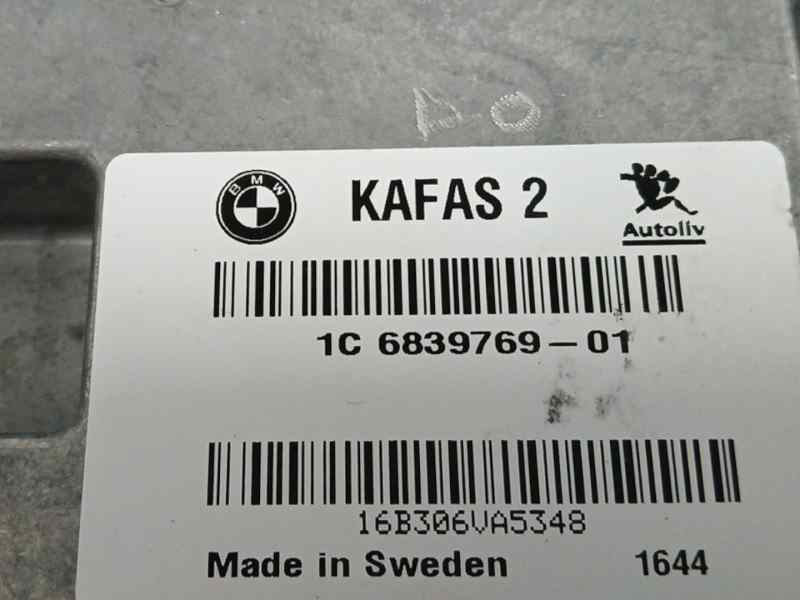 BMW
KAFAS 2
Autoliv
1C 6839769-01
16B306VA5348
Made in Sweden 1644